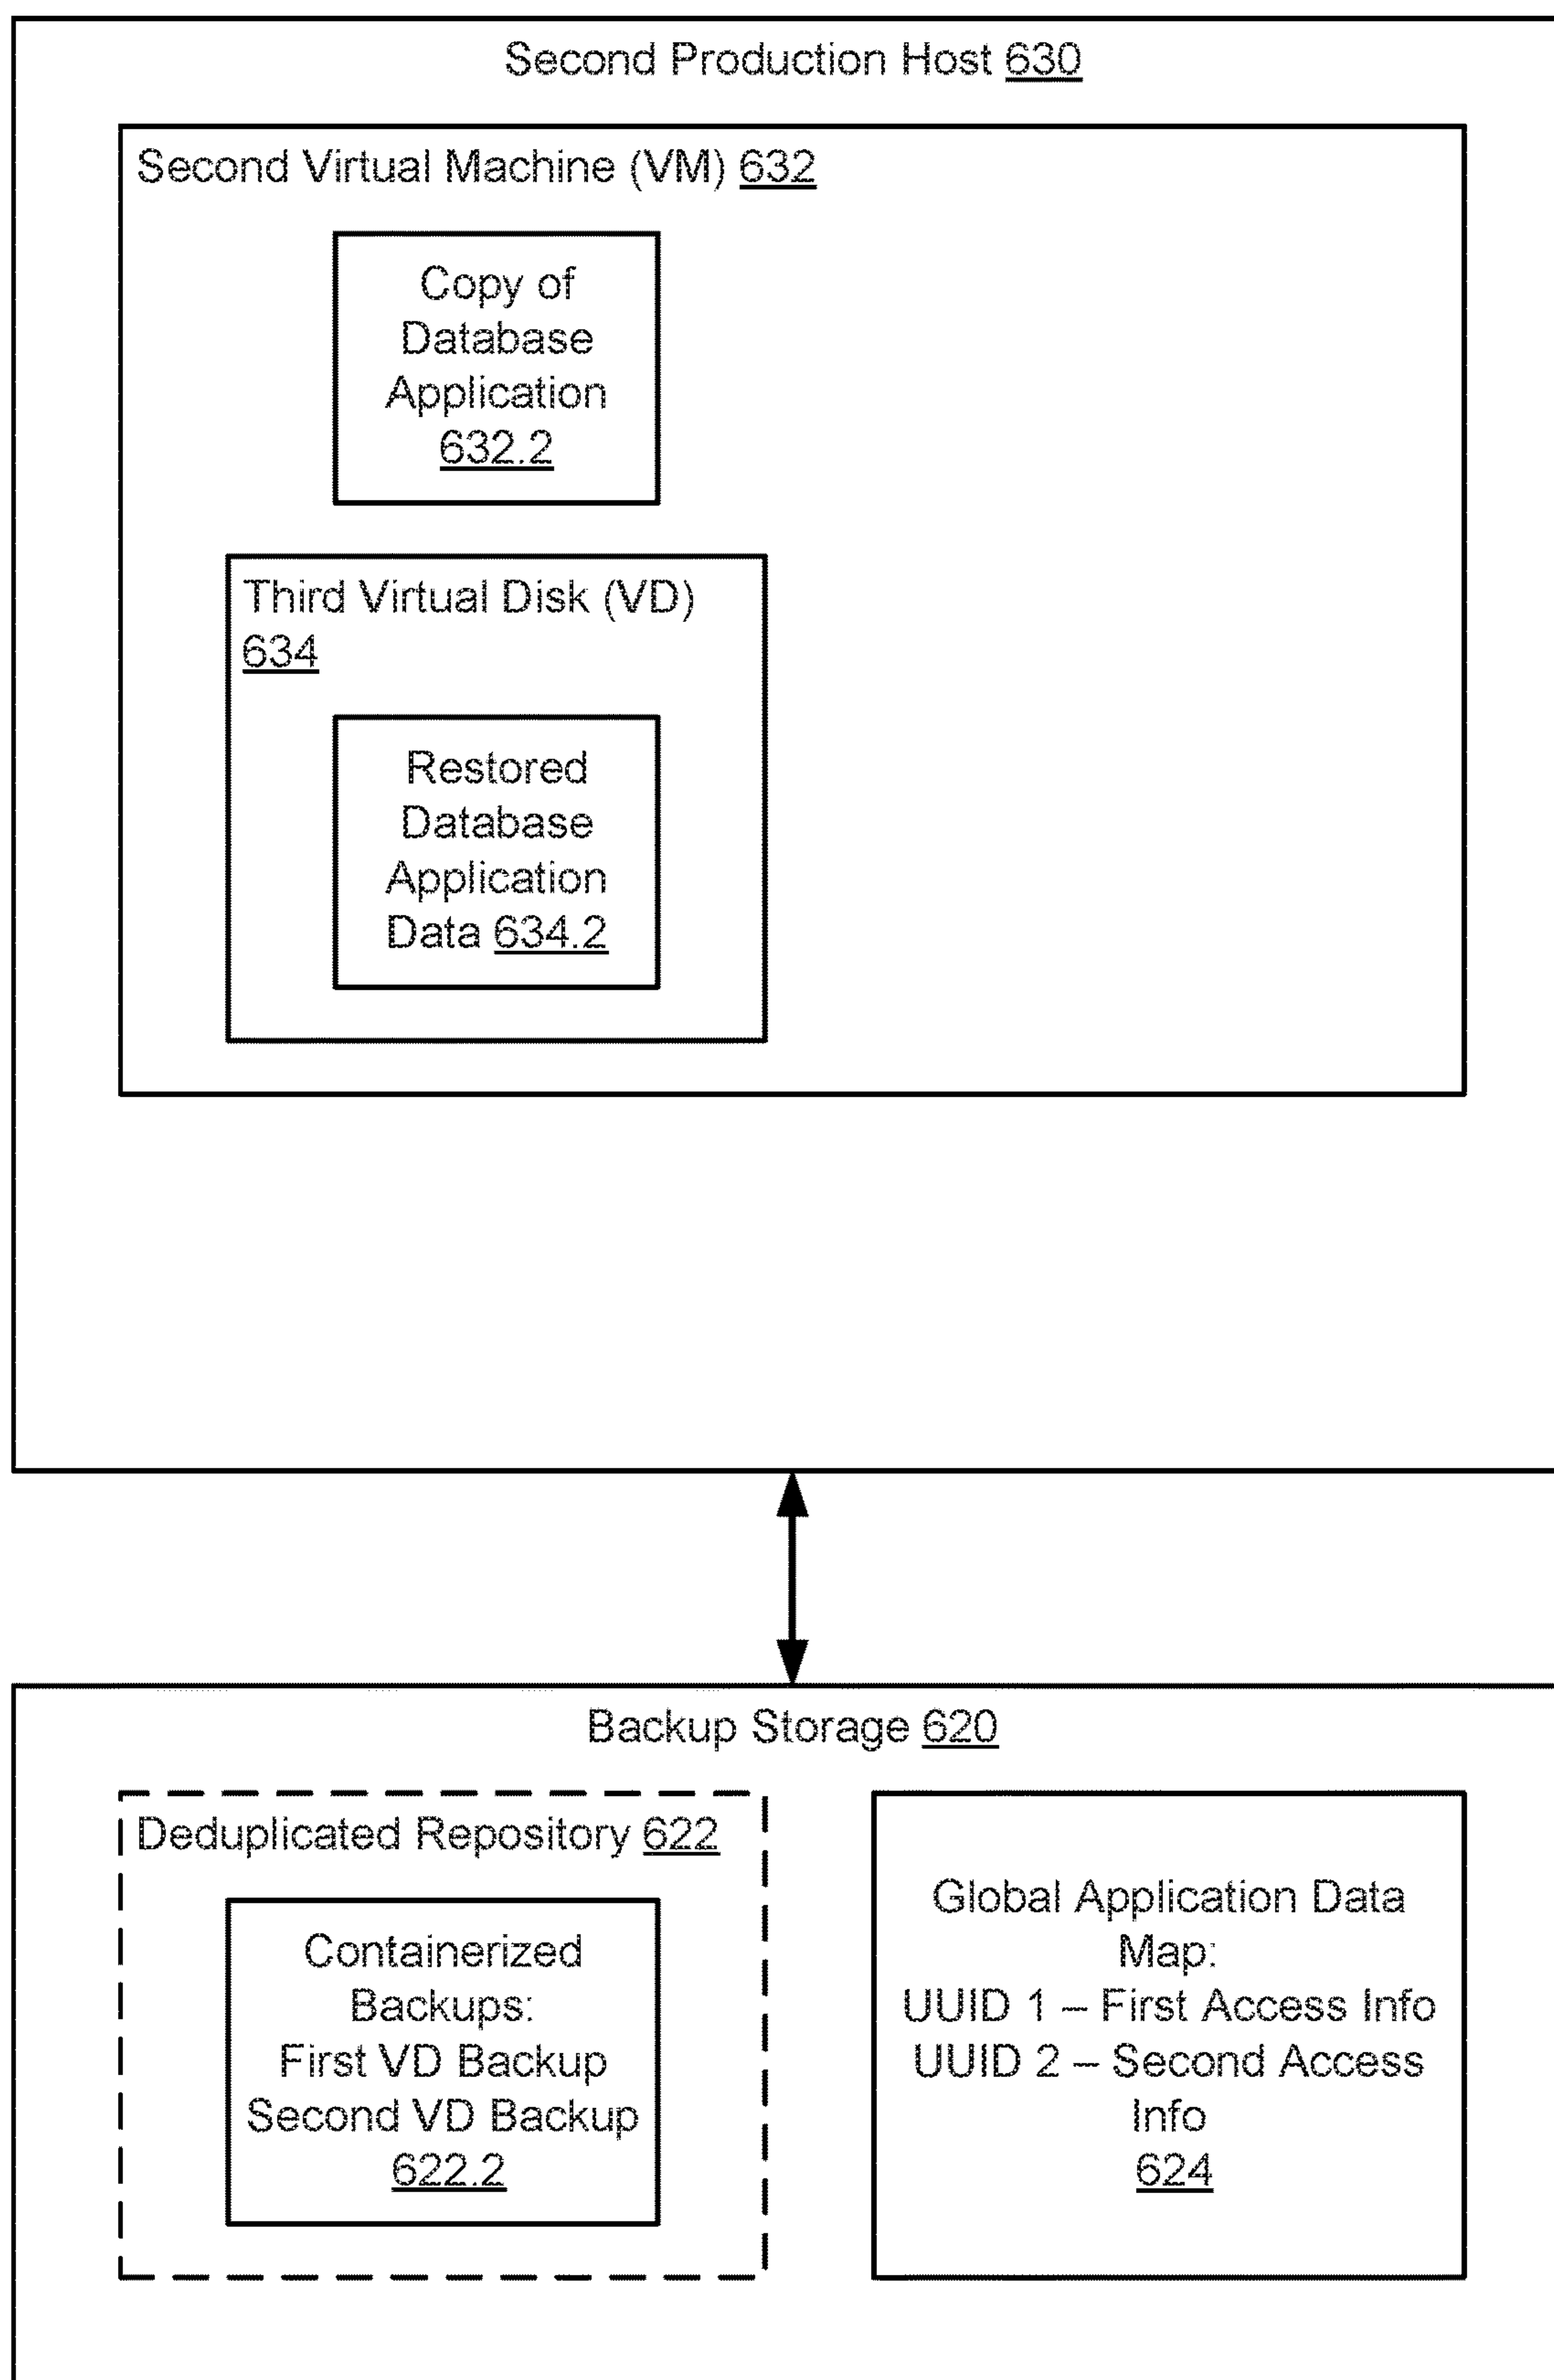 Second Production Host 630
Second Virtual Machine (VM) 632
Copy of
Database
Application
632.2
Third Virtual Disk (VD)
634
Restored
Database
Application
Data 634.2
Backup Storage 620
Deduplicated Repository 622
Containerized
Backups:
First VD Backup
Second VD Backup
622.2
Global Application Data
Map:
UUID 1 – First Access Info
UUID 2 – Second Access
Info
624